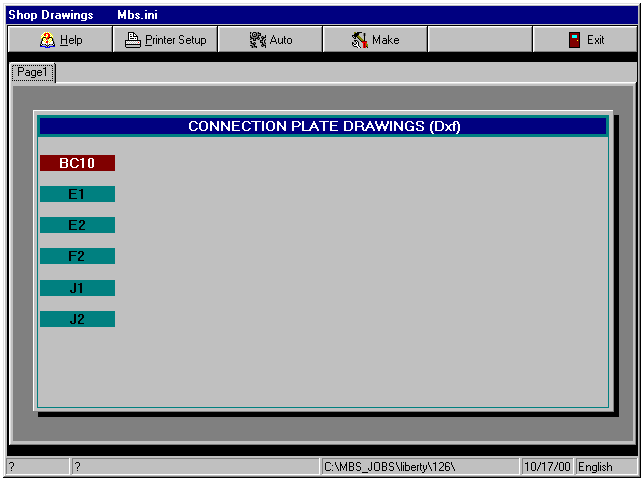 Shop Drawings Mbs.ini
Help Printer Setup Auto Make Exit
Page1
CONNECTION PLATE DRAWINGS (Dxf)
BC10
E1
E2
F2
J1
J2
? ? C:\MBS_JOBS\liberty\126\ 10/17/00 English